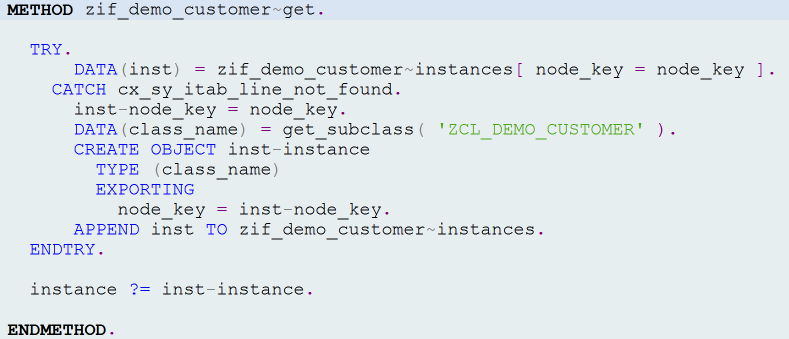 METHOD zif_demo_customer~get.
TRY.
DATA(inst) = zif_demo_customer~instances[ node_key = node_key ].
CATCH cx_sy_itab_line_not_found.
inst-node_key = node_key.
DATA(class_name) = get_subclass( 'ZCL_DEMO_CUSTOMER' ).
CREATE OBJECT inst-instance
TYPE (class_name)
EXPORTING
node_key = inst-node_key.
APPEND inst TO zif_demo_customer~instances.
ENDTRY.
instance ?= inst-instance.
ENDMETHOD.